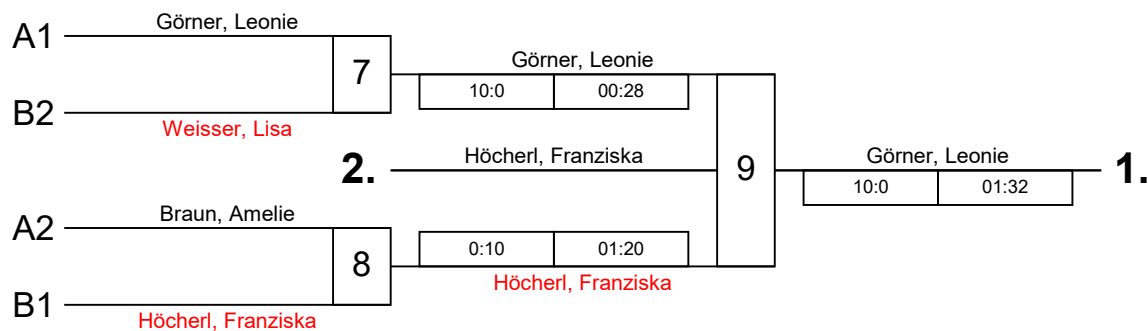 A1 Görner, Leonie
7
B2 Weisser, Lisa
Görner, Leonie
10:0 00:28
2. Höcherl, Franziska
9
Görner, Leonie 1.
10:0 01:32
A2 Braun, Amelie
8
B1 Höcherl, Franziska
0:10 01:20
Höcherl, Franziska